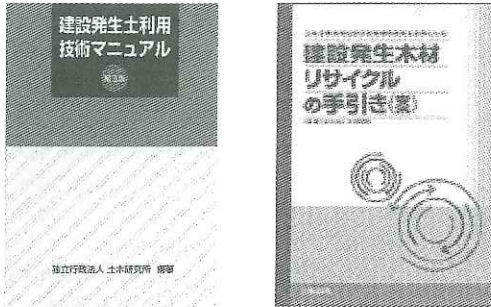 建設発生土利用
技術マニュアル
第3版
独立行政法人 土木研究所 編著
建設発生木材
リサイクル
の手引き(案)